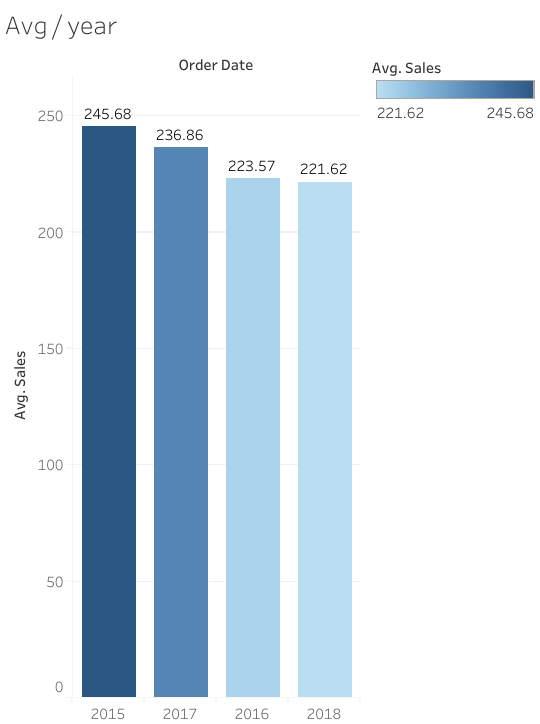 Avg / year
Order Date
Avg. Sales
221.62 245.68
250
200
150
100
50
0
Avg. Sales
245.68
236.86
223.57
221.62
2015 2017 2016 2018